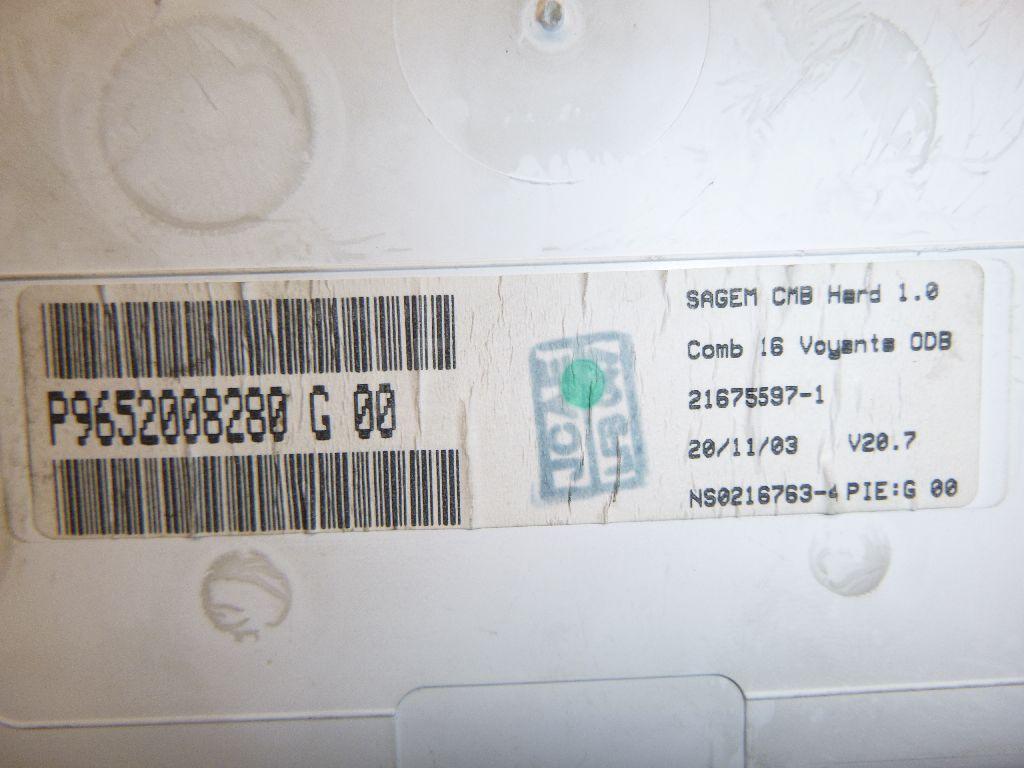 P9652008280 G 00
SAGEM CMB Hard 1.0
Comb 16 Voyants ODB
21675597-1
20/11/03 V20.7
NS0216763-4 PIE:G 00